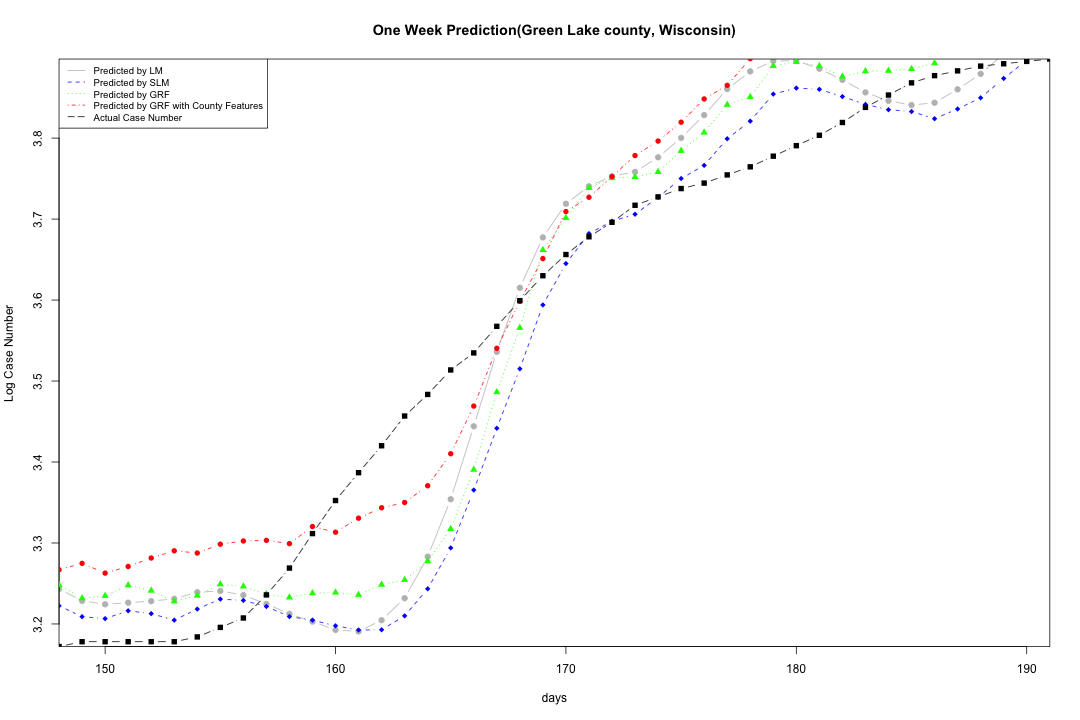 One Week Prediction(Green Lake county, Wisconsin)
Predicted by LM
Predicted by SLM
Predicted by GRF
Predicted by GRF with County Features
Actual Case Number
Log Case Number
3.8
3.7
3.6
3.5
3.4
3.3
3.2
150 160 170 180 190
days